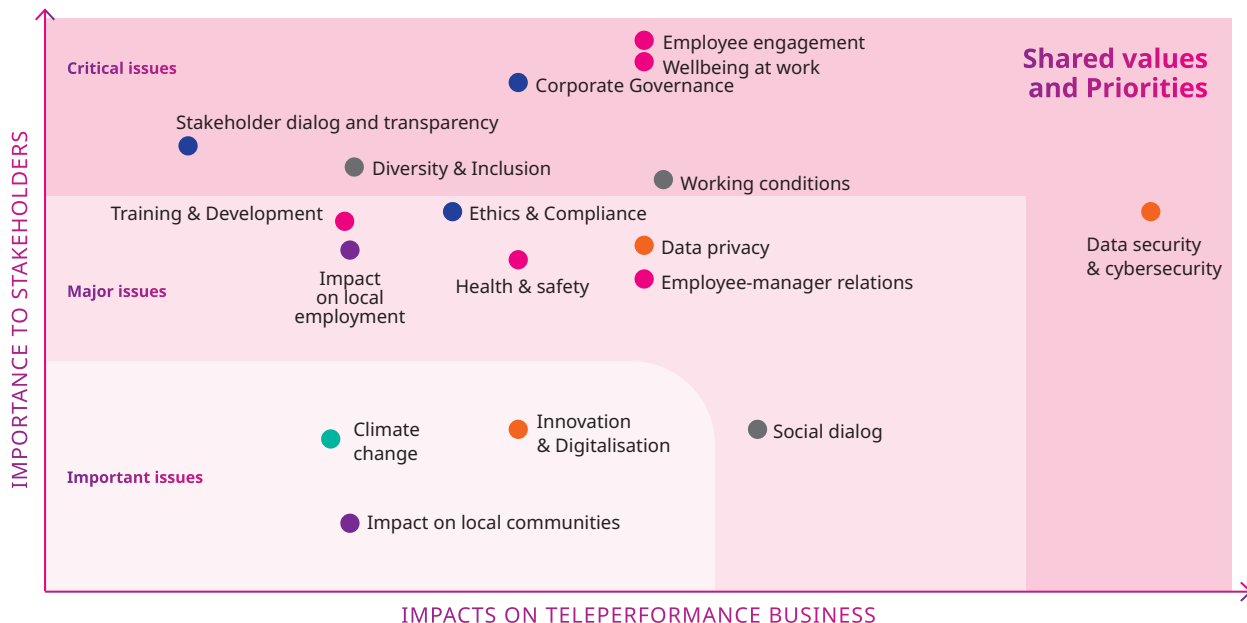 Employee engagement
Critical issues
Wellbeing at work
Shared values
and Priorities
Corporate Governance
Stakeholder dialog and transparency
Diversity & Inclusion
Working conditions
Training & Development
Ethics & Compliance
Data privacy
Data security
& cybersecurity
Impact
on local
employment
Health & safety
Employee-manager relations
Major issues
Climate
change
Innovation
& Digitalisation
Social dialog
Important issues
Impact on local communities
IMPORTANCE TO STAKEHOLDERS
IMPACTS ON TELEPERFORMANCE BUSINESS